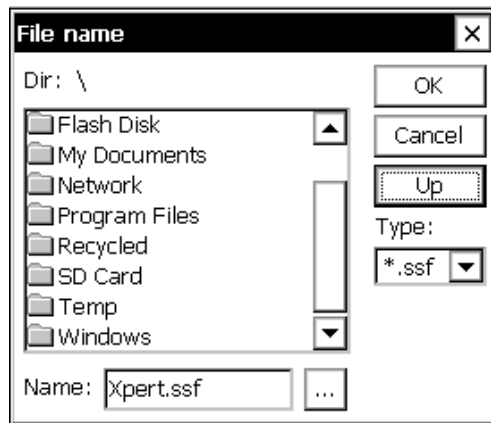 File name
Dir: \
OK
Flash Disk
My Documents
Cancel
Network
Up
Program Files
Type:
Recycled
SD Card
*.ssf
Temp
Windows
Name: Xpert.ssf ...